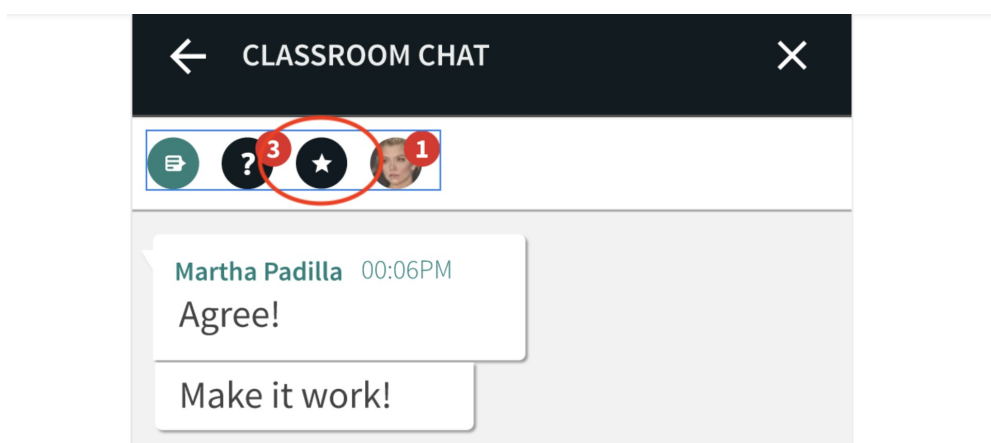 CLASSROOM CHAT
? 3 1
Martha Padilla 00:06PM
Agree!
Make it work!